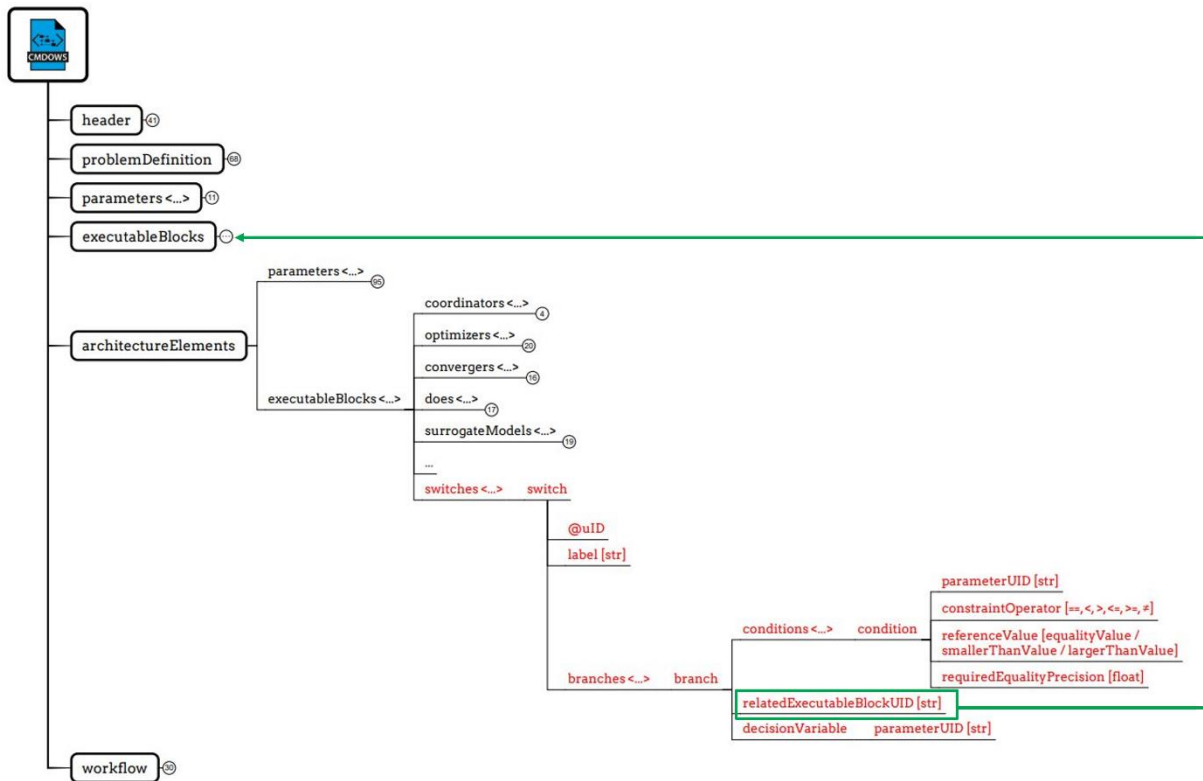 CMDOWS
header 41
problemDefinition 68
parameters <...> 11
executableBlocks ...
parameters <...>
95
coordinators <...>
4
optimizers <...>
20
architectureElements
convergers <...>
16
executableBlocks <...>
does <...>
17
surrogateModels <...>
19
...
switches <...> switch
@uID
label [str]
parameterUID [str]
constraintOperator [==, <, >, <=, >=, ≠]
conditions <...> condition
referenceValue [equalityValue /
smallerThanValue / largerThanValue]
branches <...> branch
requiredEqualityPrecision [float]
relatedExecutableBlockUID [str]
decisionVariable parameterUID [str]
workflow 30